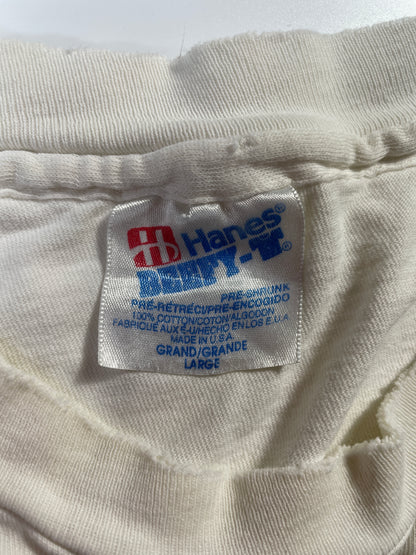 H Hanes®
BEEFY-T®
PRE-SHRUNK
PRÉ-RÉTRÉCI/PRE-ENCOGIDO
100% COTTON/COTON/ALGODON
FABRIQUÉ AUX É-U/HECHO EN LOS E.U.A.
MADE IN U.S.A.
GRAND/GRANDE
LARGE